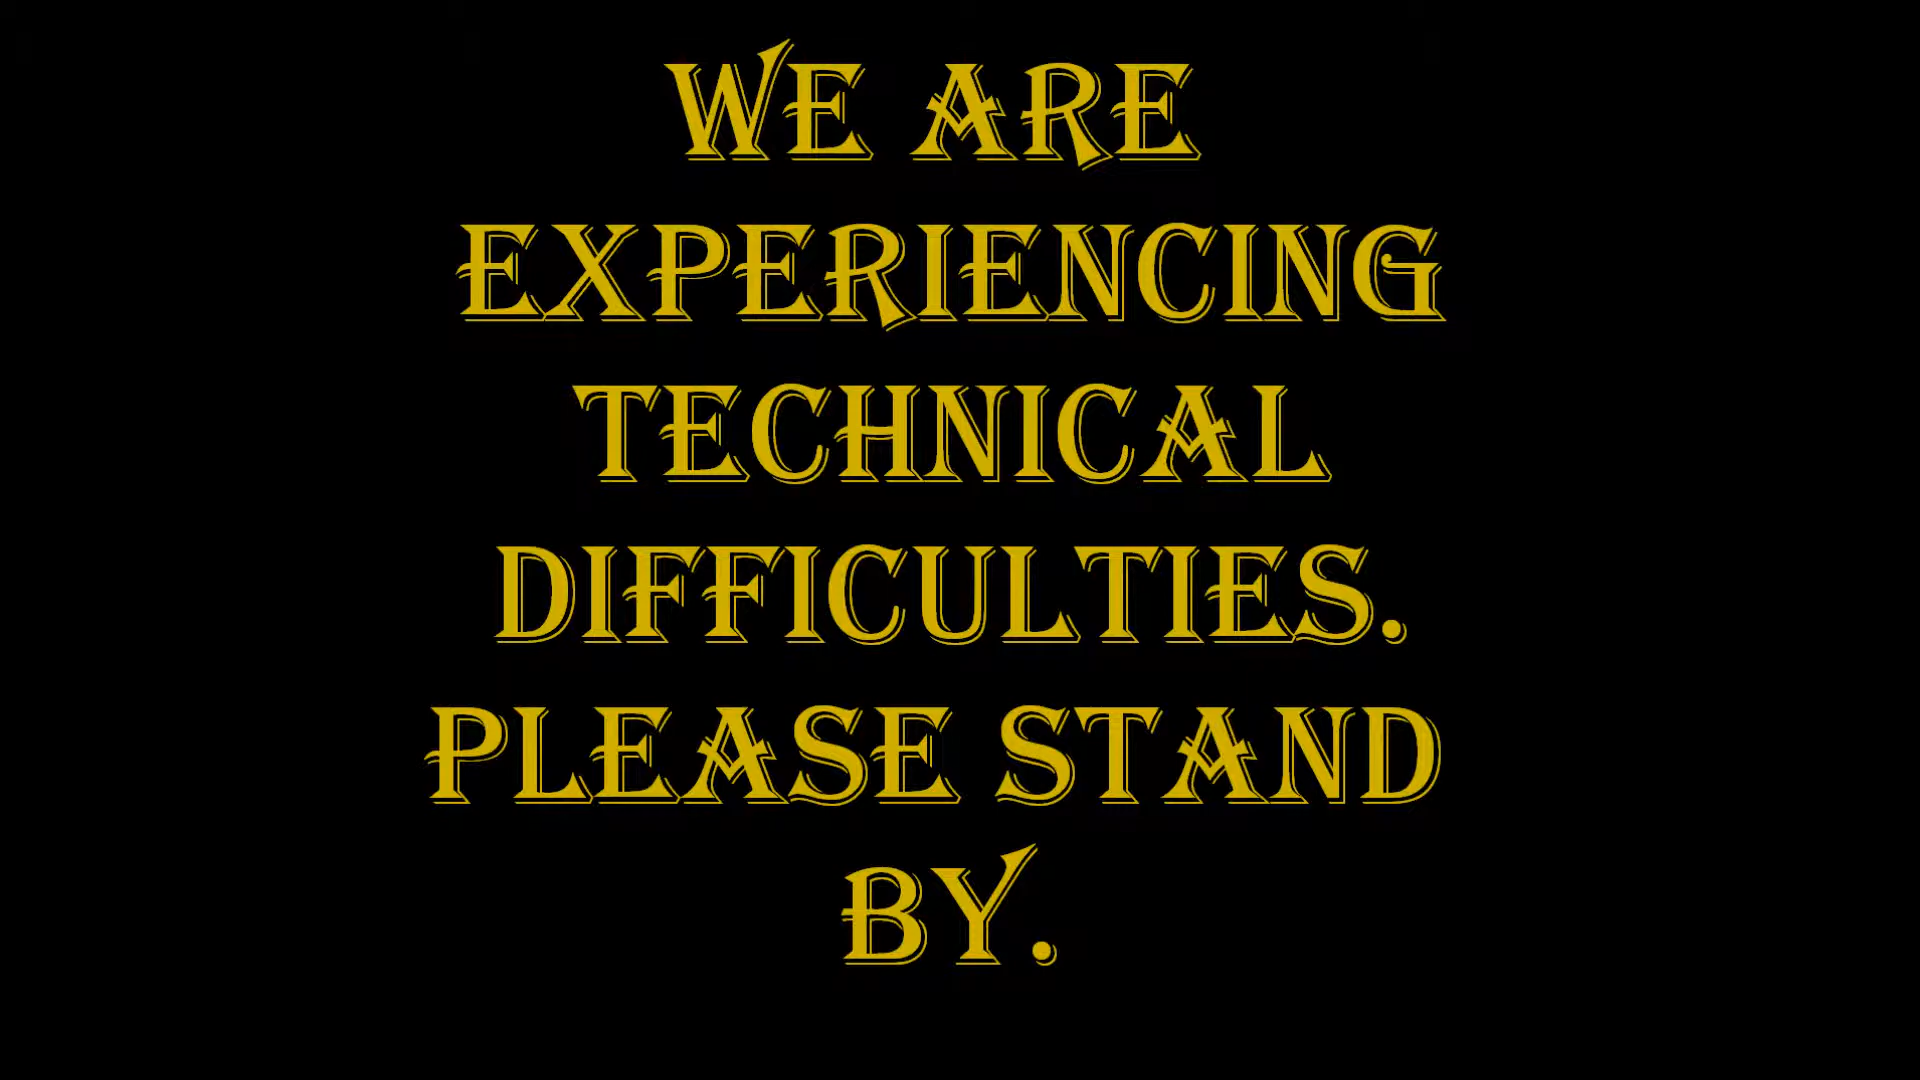 WE ARE
EXPERIENCING
TECHNICAL
DIFFICULTIES.
PLEASE STAND
BY.